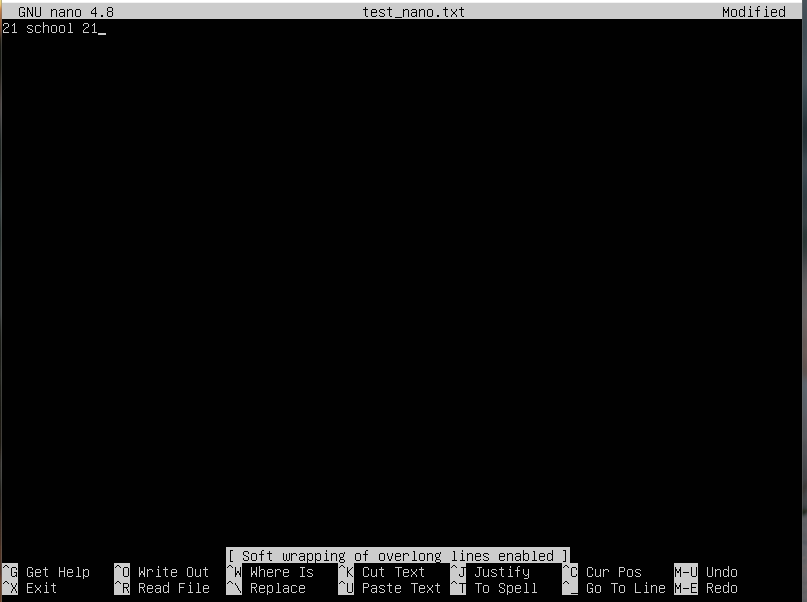 GNU nano 4.8 test_nano.txt Modified
21 school 21_
[ Soft wrapping of overlong lines enabled ]
^G Get Help ^O Write Out ^W Where Is ^K Cut Text ^J Justify ^C Cur Pos M-U Undo
^X Exit ^R Read File ^\ Replace ^U Paste Text ^T To Spell ^_ Go To Line M-E Redo